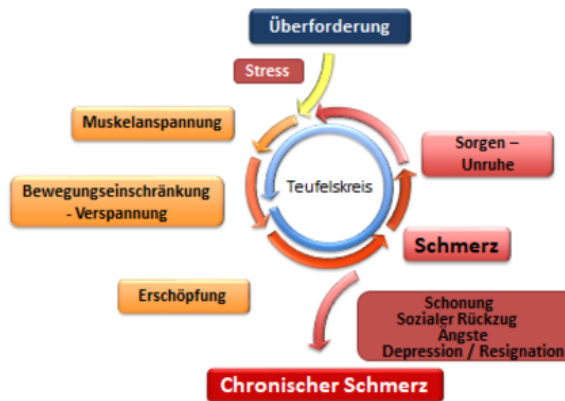 Überforderung
Stress
Muskelanspannung
Sorgen –
Unruhe
Teufelskreis
Bewegungseinschränkung
- Verspannung
Schmerz
Erschöpfung
Schonung
Sozialer Rückzug
Ängste
Depression / Resignation
Chronischer Schmerz